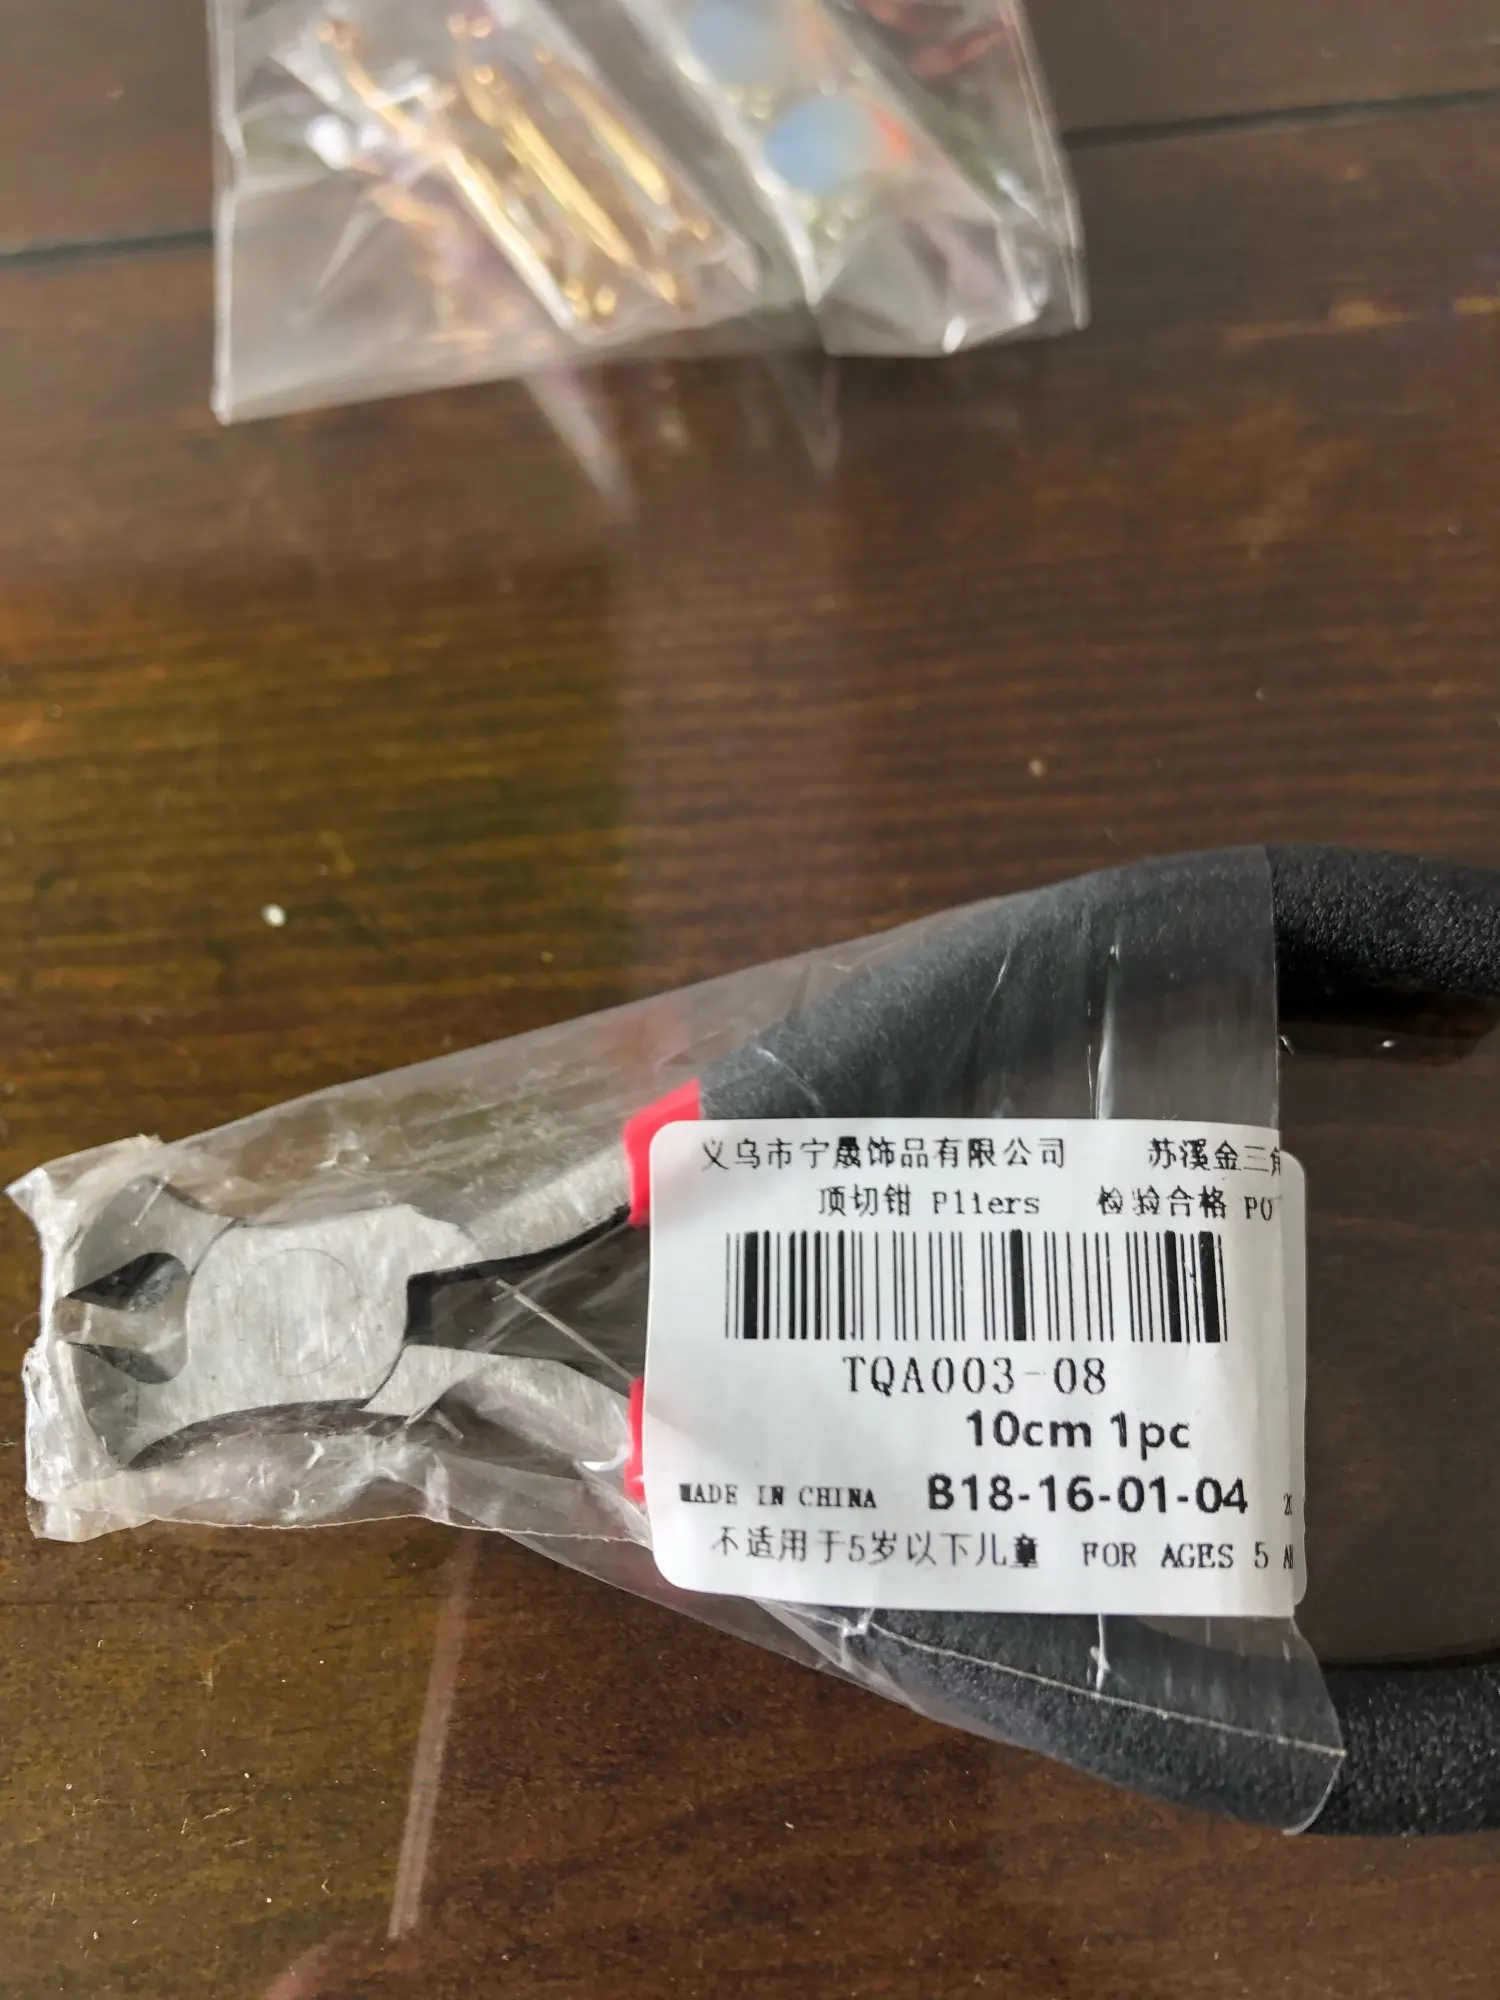 义乌市宁晟饰品有限公司 苏溪金三角
顶切钳 Pliers 检验合格 PO
TQA003-08
10cm 1pc
MADE IN CHINA B18-16-01-04
不适用于5岁以下儿童 FOR AGES 5